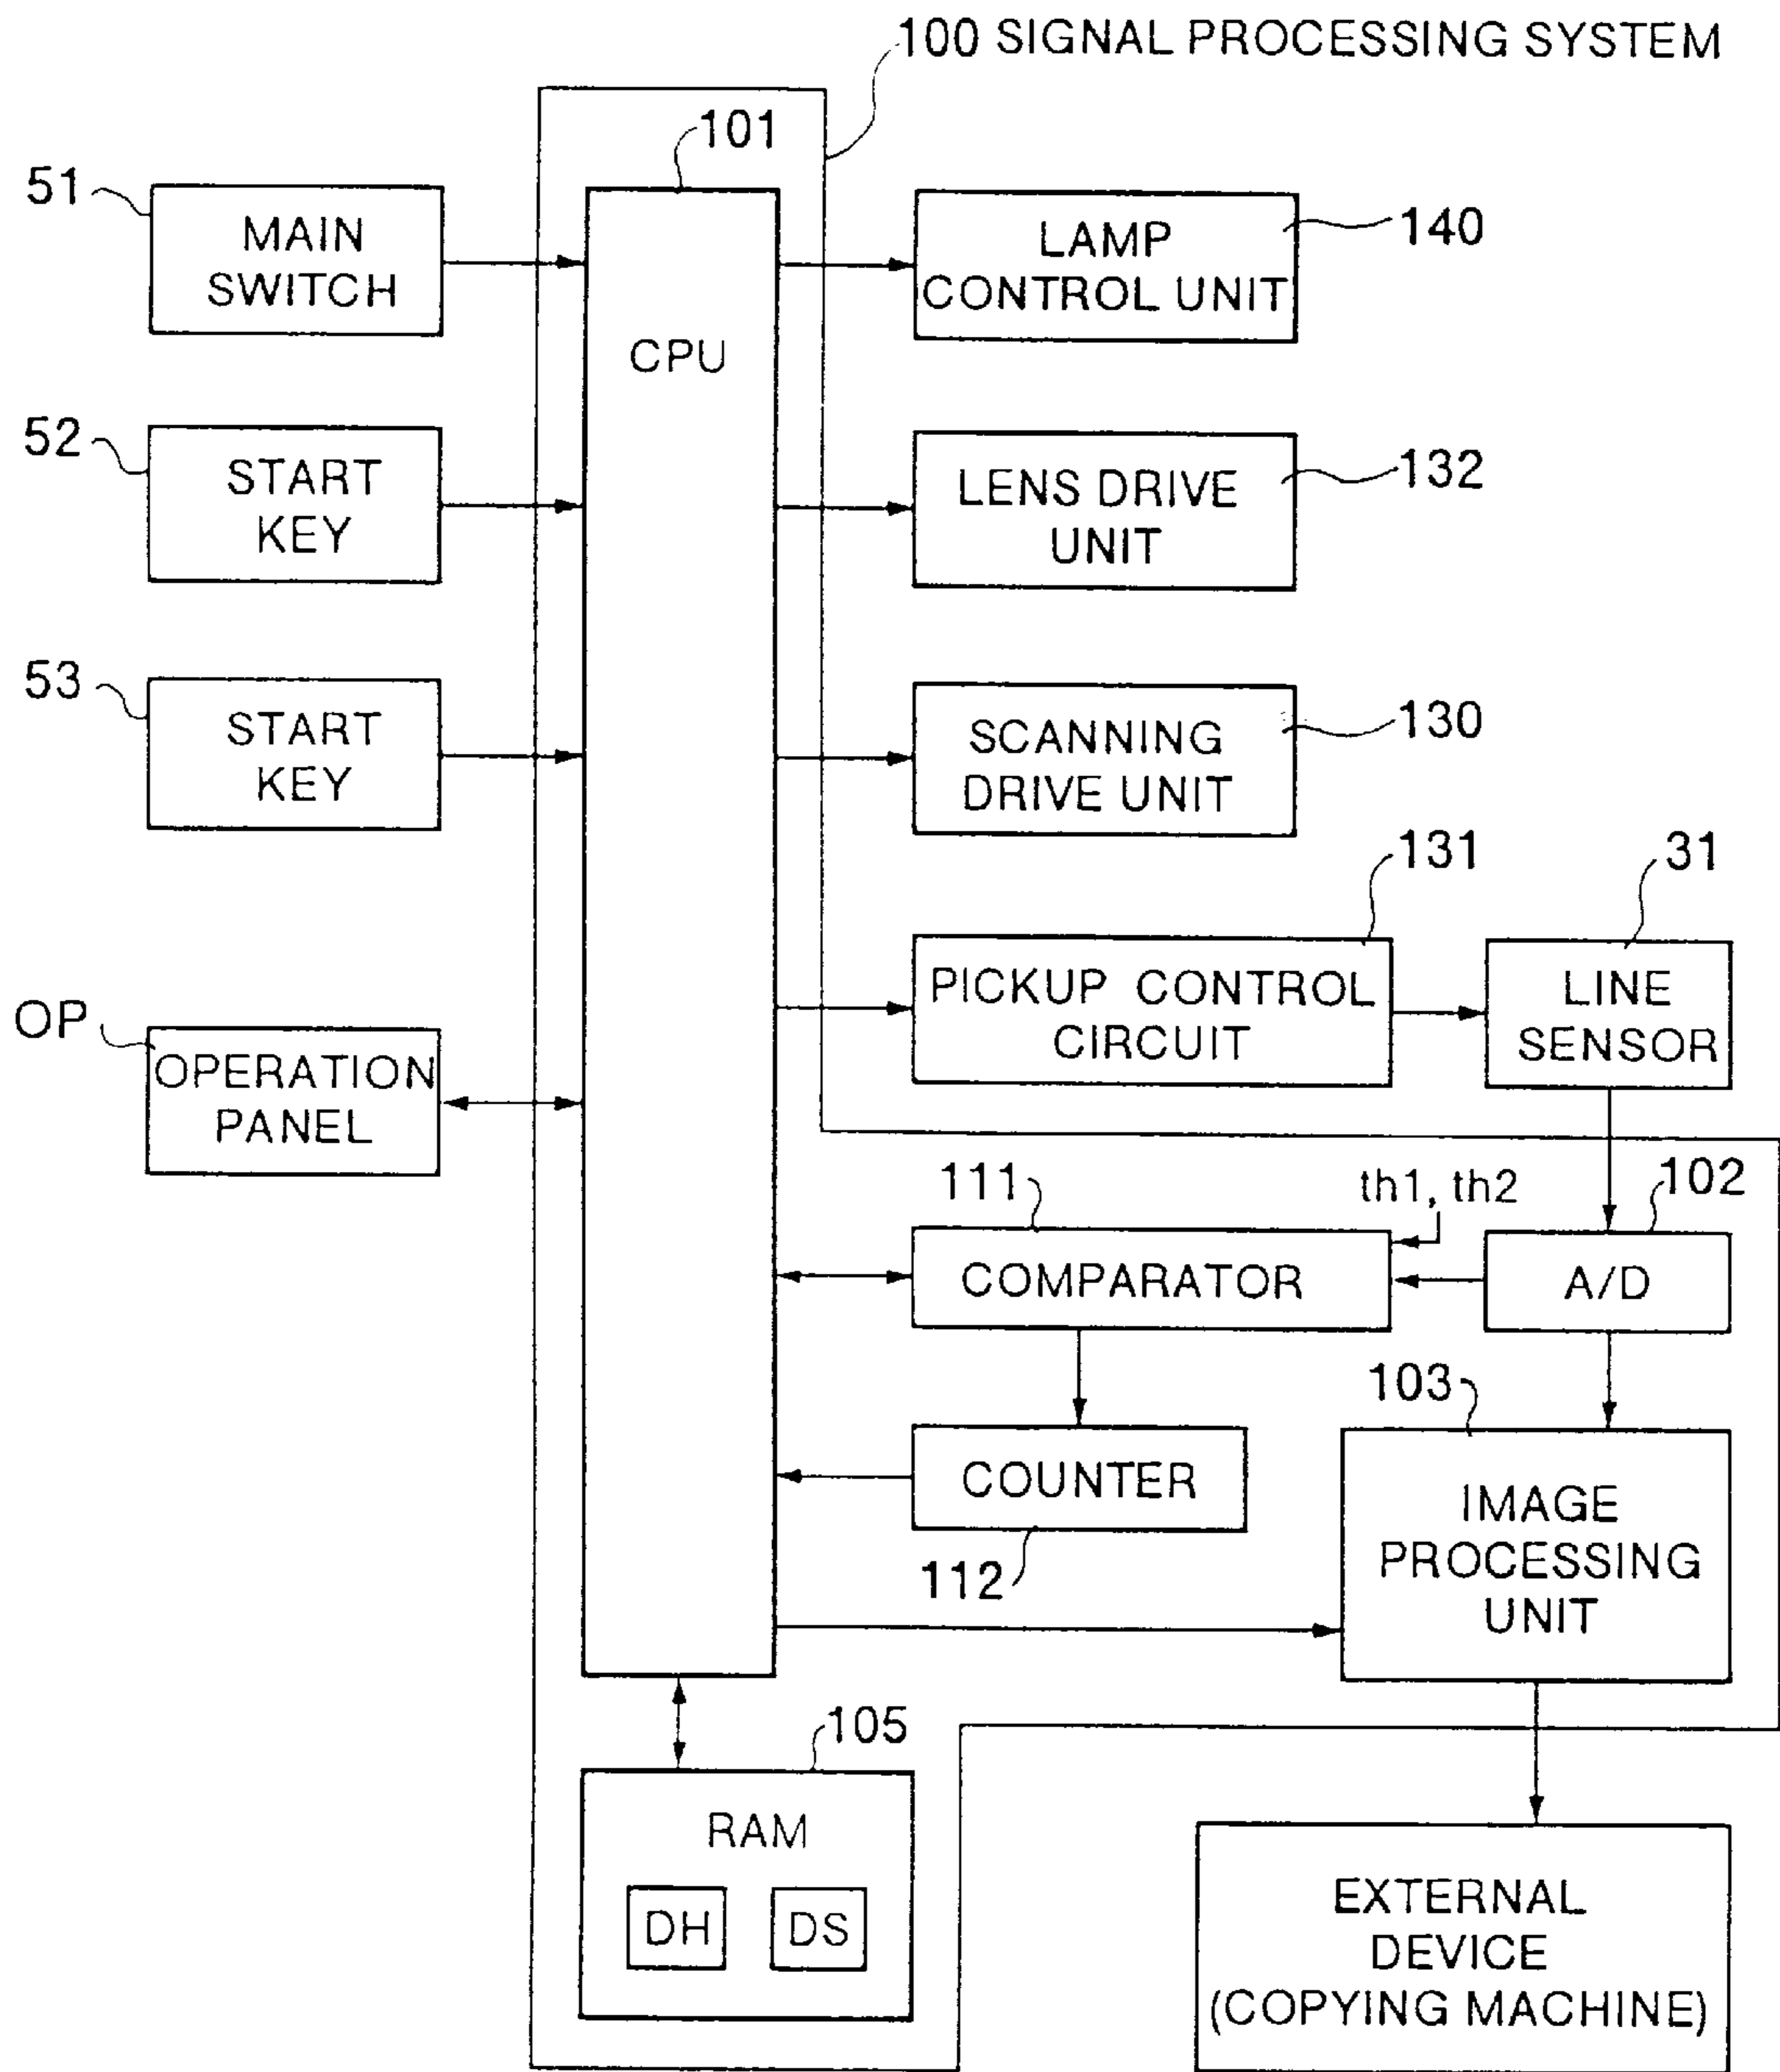 100 SIGNAL PROCESSING SYSTEM
101
51
MAIN
SWITCH
CPU
LAMP
CONTROL UNIT
140
52
START
KEY
LENS DRIVE
UNIT
132
53
START
KEY
SCANNING
DRIVE UNIT
130
131
31
PICKUP CONTROL
CIRCUIT
LINE
SENSOR
OP
OPERATION
PANEL
111
th1, th2
102
COMPARATOR
A/D
103
COUNTER
112
IMAGE
PROCESSING
UNIT
105
RAM
DH
DS
EXTERNAL
DEVICE
(COPYING MACHINE)